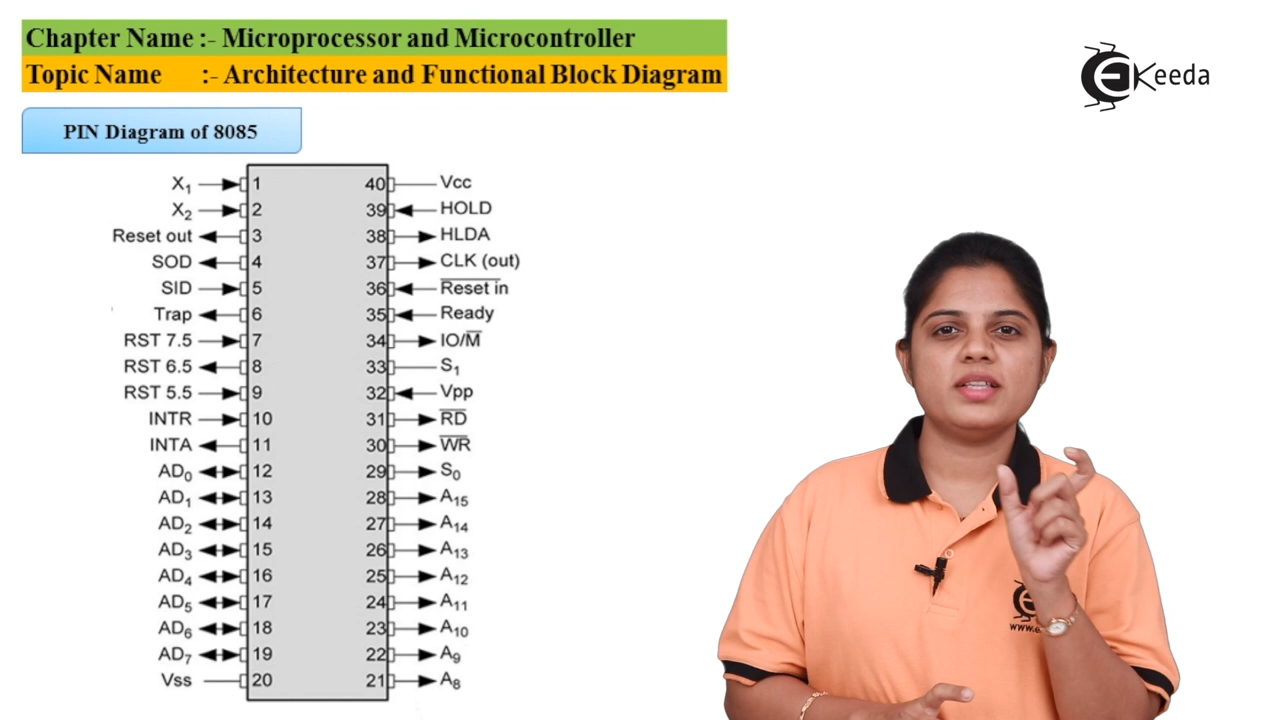 Chapter Name :- Microprocessor and Microcontroller
Topic Name :- Architecture and Functional Block Diagram
Keeda
PIN Diagram of 8085
X1 1 40 Vcc
X2 2 39 HOLD
Reset out 3 38 HLDA
SOD 4 37 CLK (out)
SID 5 36 Reset in
Trap 6 35 Ready
RST 7.5 7 34 IO/M
RST 6.5 8 33 S1
RST 5.5 9 32 Vpp
INTR 10 31 RD
INTA 11 30 WR
AD0 12 29 S0
AD1 13 28 A15
AD2 14 27 A14
AD3 15 26 A13
AD4 16 25 A12
AD5 17 24 A11
AD6 18 23 A10
AD7 19 22 A9
Vss 20 21 A8